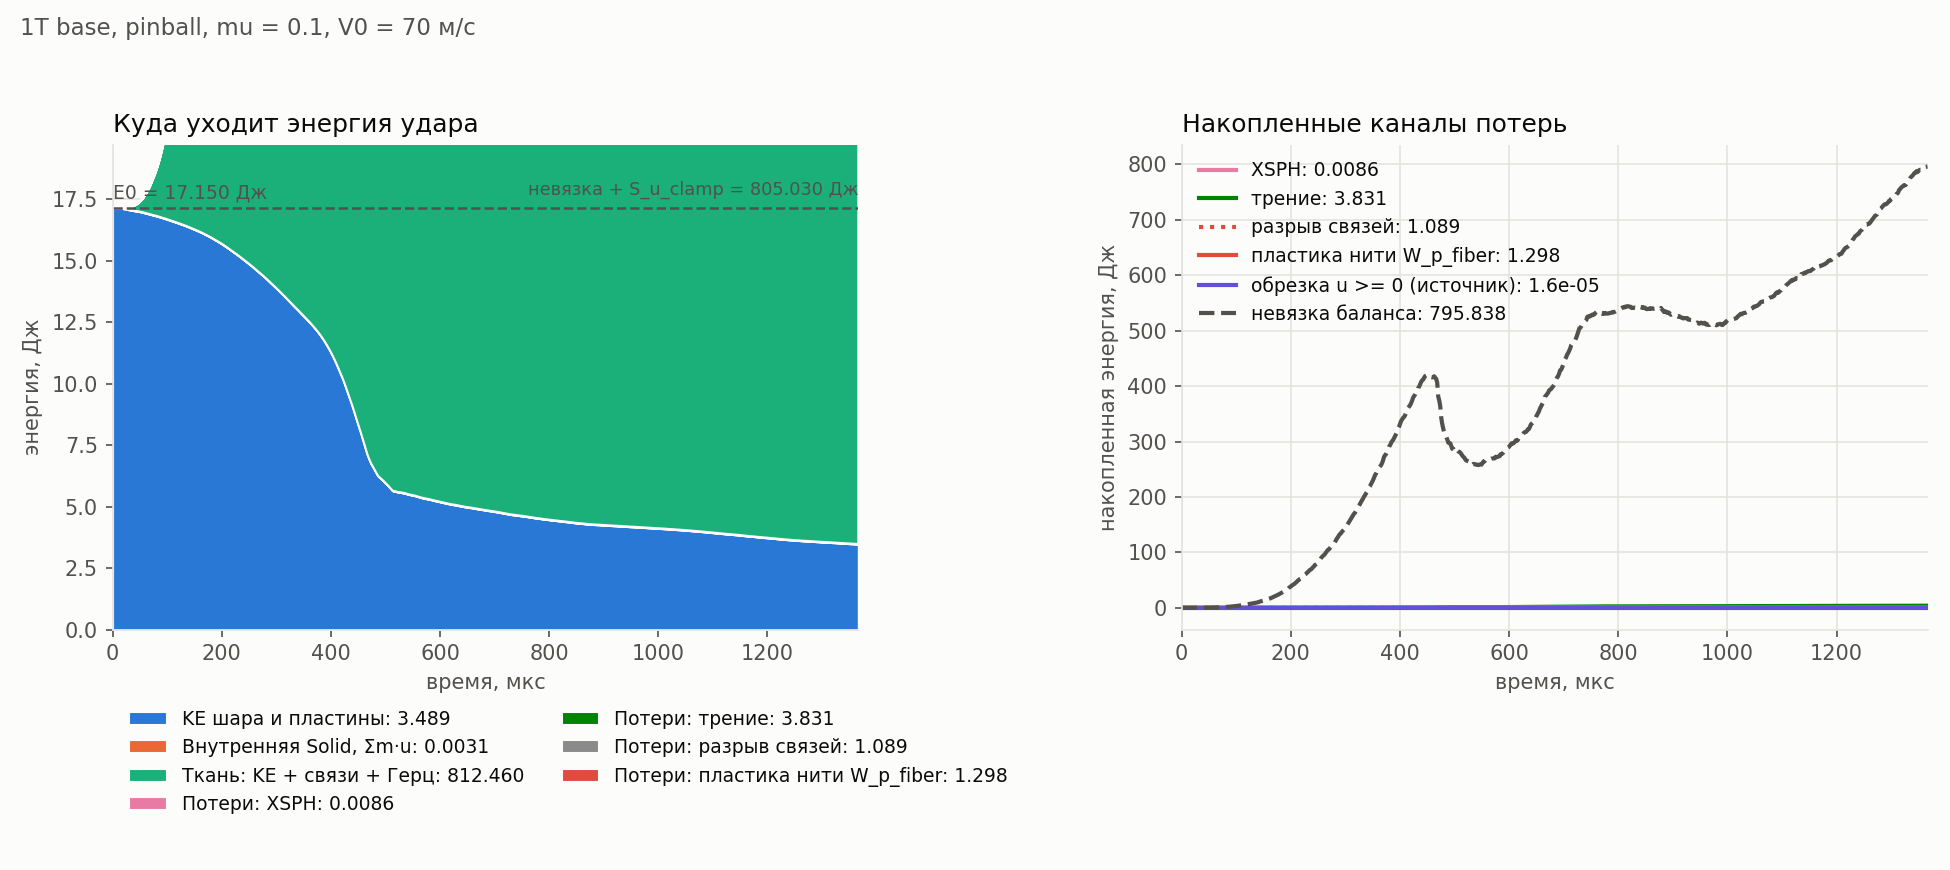 1T base, pinball, mu = 0.1, V0 = 70 м/с
Куда уходит энергия удара
E0 = 17.150 Дж
невязка + S_u_clamp = 805.030 Дж
энергия, Дж
17.5
15.0
12.5
10.0
7.5
5.0
2.5
0.0
0 200 400 600 800 1000 1200
время, мкс
KE шара и пластины: 3.489
Внутренняя Solid, Σm·u: 0.0031
Ткань: KE + связи + Герц: 812.460
Потери: XSPH: 0.0086
Потери: трение: 3.831
Потери: разрыв связей: 1.089
Потери: пластика нити W_p_fiber: 1.298
Накопленные каналы потерь
XSPH: 0.0086
трение: 3.831
разрыв связей: 1.089
пластика нити W_p_fiber: 1.298
обрезка u >= 0 (источник): 1.6e-05
невязка баланса: 795.838
накопленная энергия, Дж
800
700
600
500
400
300
200
100
0
0 200 400 600 800 1000 1200
время, мкс